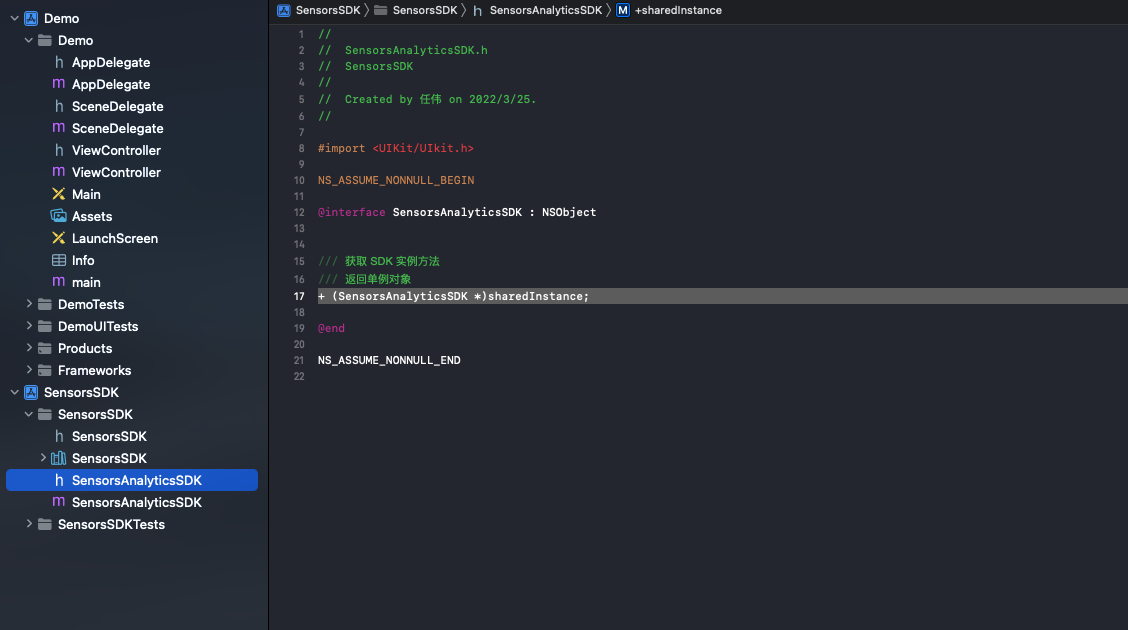 Demo
Demo
h AppDelegate
m AppDelegate
h SceneDelegate
m SceneDelegate
h ViewController
m ViewController
Main
Assets
LaunchScreen
Info
m main
DemoTests
DemoUITests
Products
Frameworks
SensorsSDK
SensorsSDK
h SensorsSDK
SensorsSDK
h SensorsAnalyticsSDK
m SensorsAnalyticsSDK
SensorsSDKTests
SensorsSDK 〉 SensorsSDK 〉 h SensorsAnalyticsSDK 〉 M +sharedInstance
1 //
2 //  SensorsAnalyticsSDK.h
3 //  SensorsSDK
4 //
5 //  Created by 任伟 on 2022/3/25.
6 //
7
8 #import <UIKit/UIkit.h>
9
10 NS_ASSUME_NONNULL_BEGIN
11
12 @interface SensorsAnalyticsSDK : NSObject
13
14
15 /// 获取 SDK 实例方法
16 /// 返回单例对象
17 + (SensorsAnalyticsSDK *)sharedInstance;
18
19 @end
20
21 NS_ASSUME_NONNULL_END
22